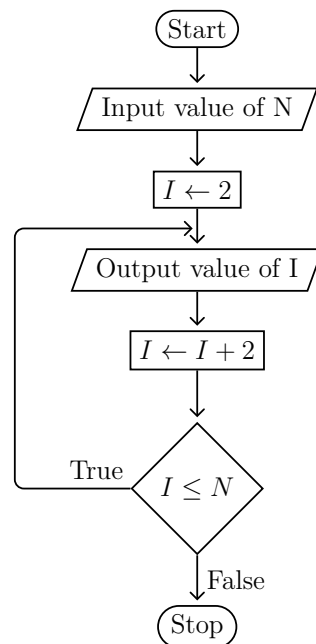 Start
Input value of N
I ← 2
Output value of I
I ← I + 2
True
I ≤ N
False
Stop